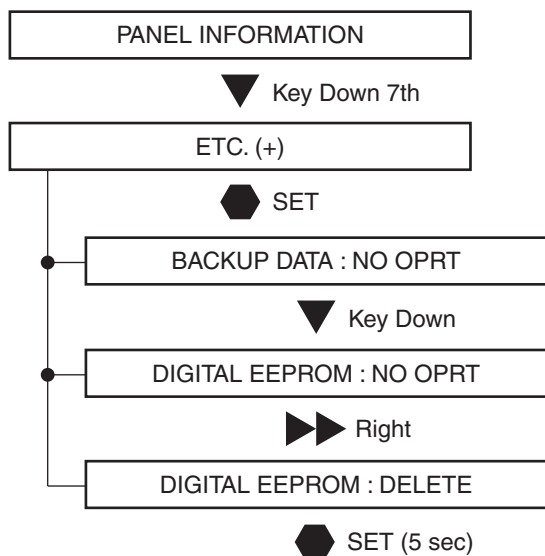 PANEL INFORMATION
Key Down 7th
ETC. (+)
SET
BACKUP DATA : NO OPRT
Key Down
DIGITAL EEPROM : NO OPRT
Right
DIGITAL EEPROM : DELETE
SET (5 sec)